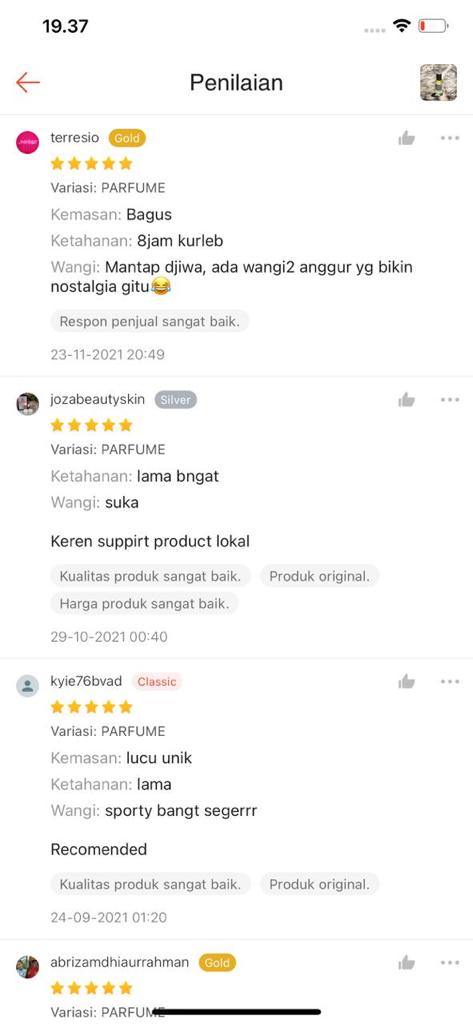 19.37
Penilaian
terresio Gold
Variasi: PARFUME
Kemasan: Bagus
Ketahanan: 8jam kurleb
Wangi: Mantap djiwa, ada wangi2 anggur yg bikin
nostalgia gitu😂
Respon penjual sangat baik.
23-11-2021 20:49
jozabeautyskin Silver
Variasi: PARFUME
Ketahanan: lama bngat
Wangi: suka
Keren suppirt product lokal
Kualitas produk sangat baik. Produk original.
Harga produk sangat baik.
29-10-2021 00:40
kyie76bvad Classic
Variasi: PARFUME
Kemasan: lucu unik
Ketahanan: lama
Wangi: sporty bangt segerrr
Recomended
Kualitas produk sangat baik. Produk original.
24-09-2021 01:20
abrizamdhiaurrahman Gold
Variasi: PARFUME